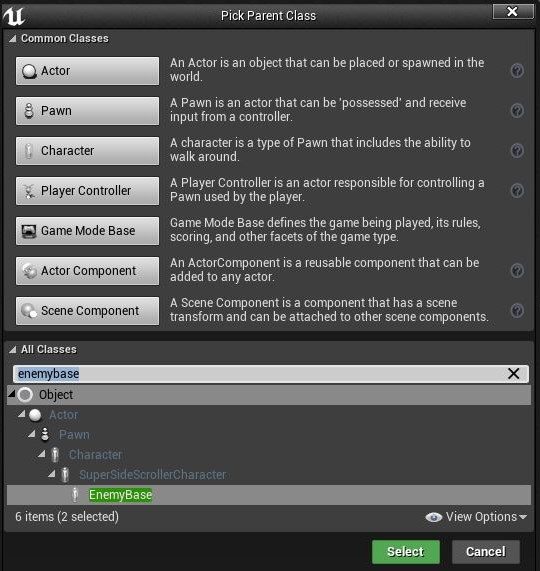 Pick Parent Class
Common Classes
Actor
An Actor is an object that can be placed or spawned in the
world.
Pawn
A Pawn is an actor that can be 'possessed' and receive
input from a controller.
Character
A character is a type of Pawn that includes the ability to
walk around.
Player Controller
A Player Controller is an actor responsible for controlling a
Pawn used by the player.
Game Mode Base
Game Mode Base defines the game being played, its rules,
scoring, and other facets of the game type.
Actor Component
An ActorComponent is a reusable component that can be
added to any actor.
Scene Component
A Scene Component is a component that has a scene
transform and can be attached to other scene components.
All Classes
enemybase
Object
Actor
Pawn
Character
SuperSideScrollerCharacter
EnemyBase
6 items (2 selected)
View Options
Select
Cancel